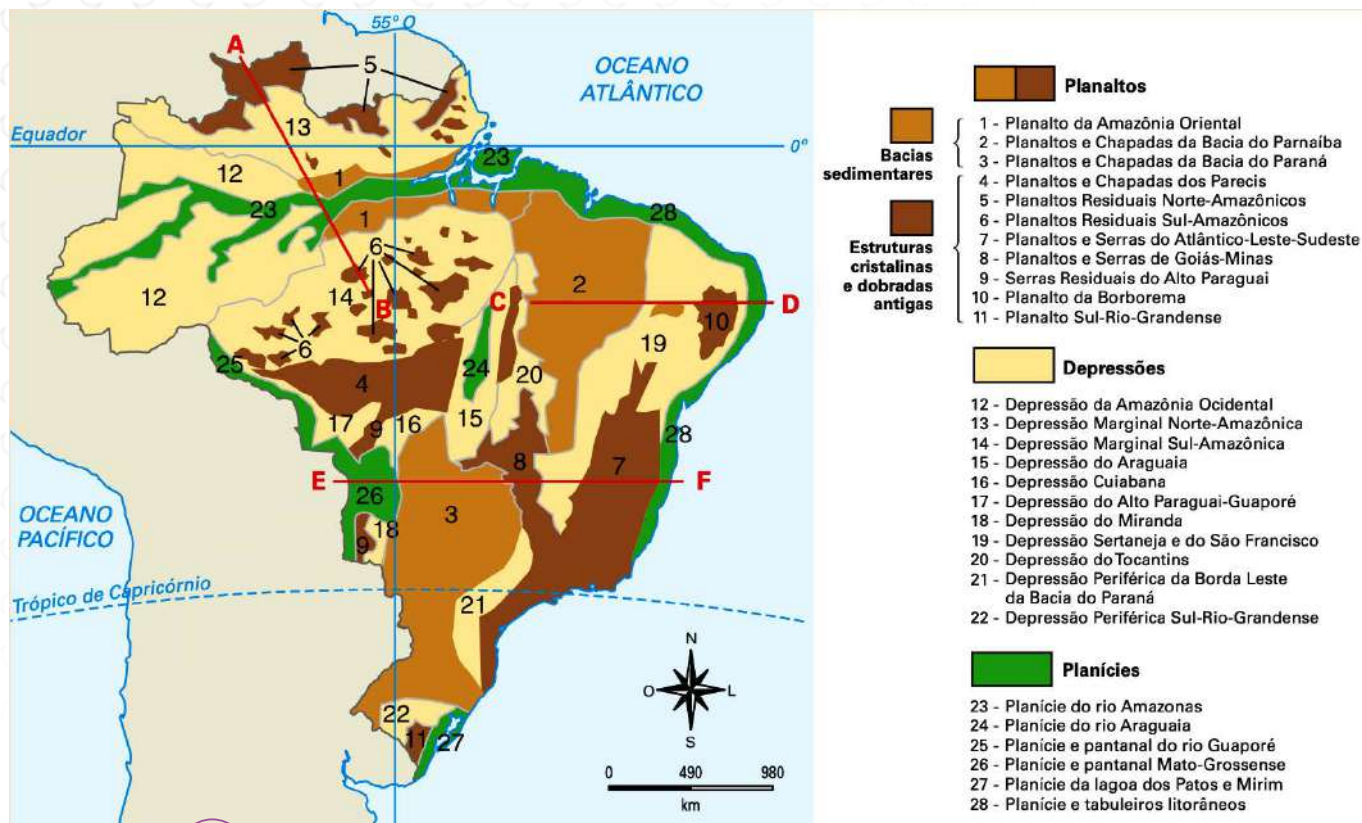 55º O
A
5
OCEANO
ATLÂNTICO
13
Equador
0º
23
12
1
23
28
1
6
12
14
B
C
2
D
10
6
19
25
4
24
20
17
9
16
15
28
8
7
E
F
26
3
OCEANO
PACÍFICO
18
9
Trópico de Capricórnio
21
N
O
L
S
22
11
27
0 490 980
km
Planaltos
Bacias
sedimentares
1 - Planalto da Amazônia Oriental
2 - Planaltos e Chapadas da Bacia do Parnaíba
3 - Planaltos e Chapadas da Bacia do Paraná
Estruturas
cristalinas
e dobradas
antigas
4 - Planaltos e Chapadas dos Parecis
5 - Planaltos Residuais Norte-Amazônicos
6 - Planaltos Residuais Sul-Amazônicos
7 - Planaltos e Serras do Atlântico-Leste-Sudeste
8 - Planaltos e Serras de Goiás-Minas
9 - Serras Residuais do Alto Paraguai
10 - Planalto da Borborema
11 - Planalto Sul-Rio-Grandense
Depressões
12 - Depressão da Amazônia Ocidental
13 - Depressão Marginal Norte-Amazônica
14 - Depressão Marginal Sul-Amazônica
15 - Depressão do Araguaia
16 - Depressão Cuiabana
17 - Depressão do Alto Paraguai-Guaporé
18 - Depressão do Miranda
19 - Depressão Sertaneja e do São Francisco
20 - Depressão do Tocantins
21 - Depressão Periférica da Borda Leste
da Bacia do Paraná
22 - Depressão Periférica Sul-Rio-Grandense
Planícies
23 - Planície do rio Amazonas
24 - Planície do rio Araguaia
25 - Planície e pantanal do rio Guaporé
26 - Planície e pantanal Mato-Grossense
27 - Planície da lagoa dos Patos e Mirim
28 - Planície e tabuleiros litorâneos